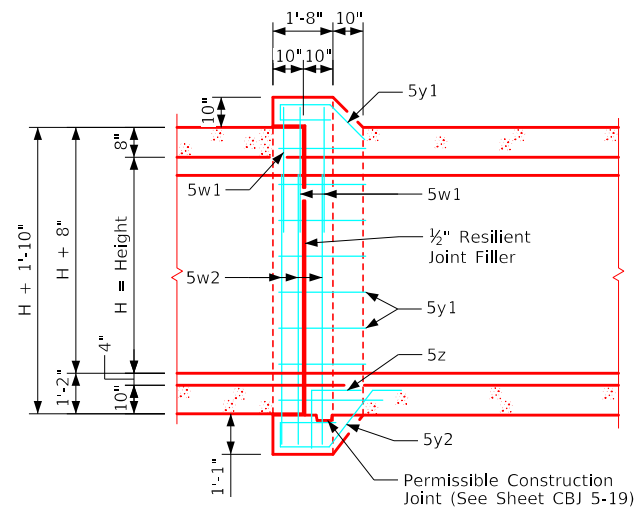 1'-8"
10"
10"
10"
10"
5y1
8"
5w1
5w1
½" Resilient
Joint Filler
H + 1'-10"
H + 8"
H = Height
5w2
5y1
4"
5z
1'-2"
10"
5y2
1'-1"
Permissible Construction
Joint (See Sheet CBJ 5-19)